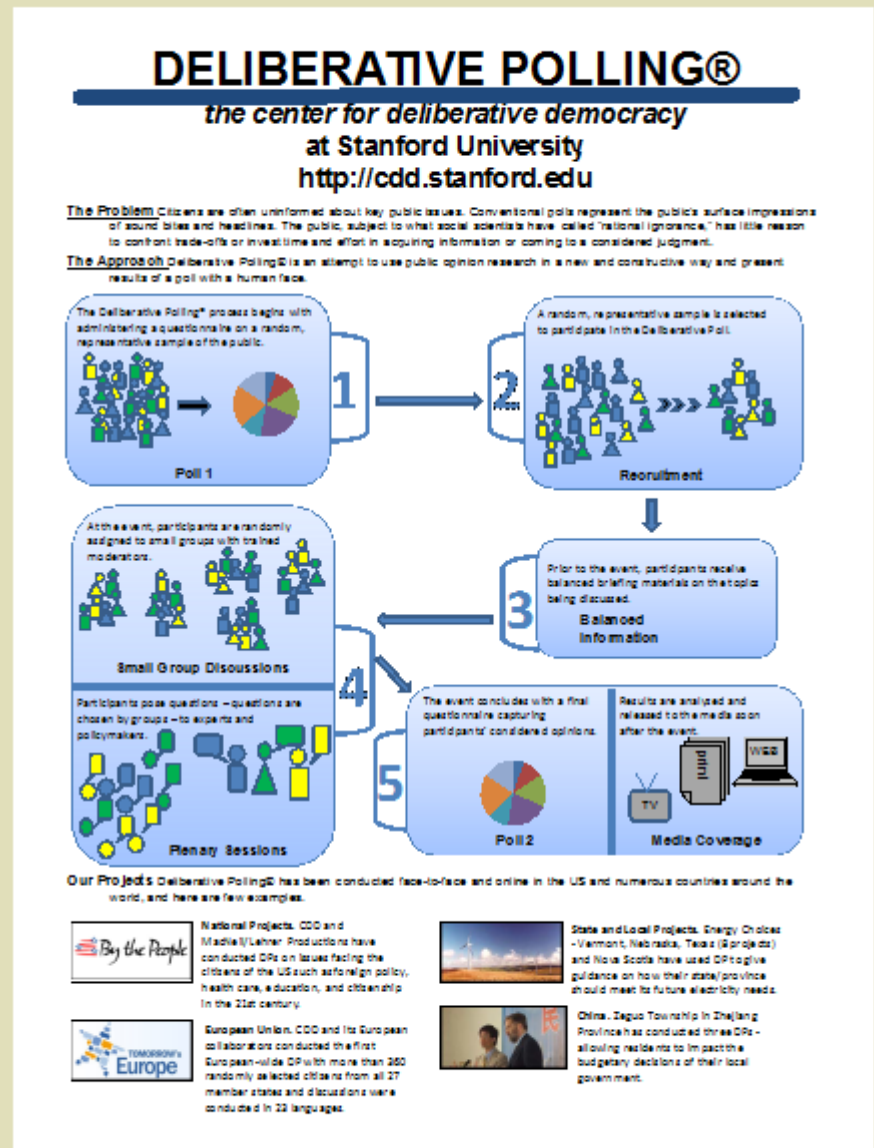 DELIBERATIVE POLLING®
the center for deliberative democracy
at Stanford University
http://cdd.stanford.edu
The Problem Citizens are often uninformed about key public issues. Conventional polls represent the public's surface impressions
of sound bites and headlines. The public, subject to what social scientists have called "rational ignorance," has little reason
to confront trade-offs or invest time and effort in acquiring information or coming to a considered judgment.
The Approach Deliberative Polling® is an attempt to use public opinion research in a new and constructive way and present
results of a poll with a human face.
The Deliberative Polling® process begins with
administering a questionnaire on a random,
representative sample of the public.
1
Poll 1
A random, representative sample is selected
to participate in the Deliberative Poll.
2
Recruitment
At the event, participants are randomly
assigned to small groups with trained
moderators.
Small Group Discussions
Prior to the event, participants receive
balanced briefing materials on the topics
being discussed.
3
Balanced
Information
4
Participants pose questions – questions are
chosen by groups – to experts and
policymakers.
Plenary Sessions
5
The event concludes with a final
questionnaire capturing
participants' considered opinions.
Poll 2
Results are analyzed and
released to the media soon
after the event.
TV
print
WEB
Media Coverage
Our Projects Deliberative Polling® has been conducted face-to-face and online in the US and numerous countries around the
world, and here are few examples.
By the People
National Projects. CDD and
MacNeil/Lehrer Productions have
conducted DPs on issues facing the
citizens of the US such as foreign policy,
health care, education, and citizenship
in the 21st century.
State and Local Projects. Energy Choices
- Vermont, Nebraska, Texas (8 projects)
and Nova Scotia have used DP to give
guidance on how their state/province
should meet its future electricity needs.
TOMORROW's
Europe
European Union. CDD and its European
collaborators conducted the first
European-wide DP with more than 360
randomly selected citizens from all 27
member states and discussions were
conducted in 23 languages.
民
China. Zeguo Township in Zhejiang
Province has conducted three DPs -
allowing residents to impact the
budgetary decisions of their local
government.